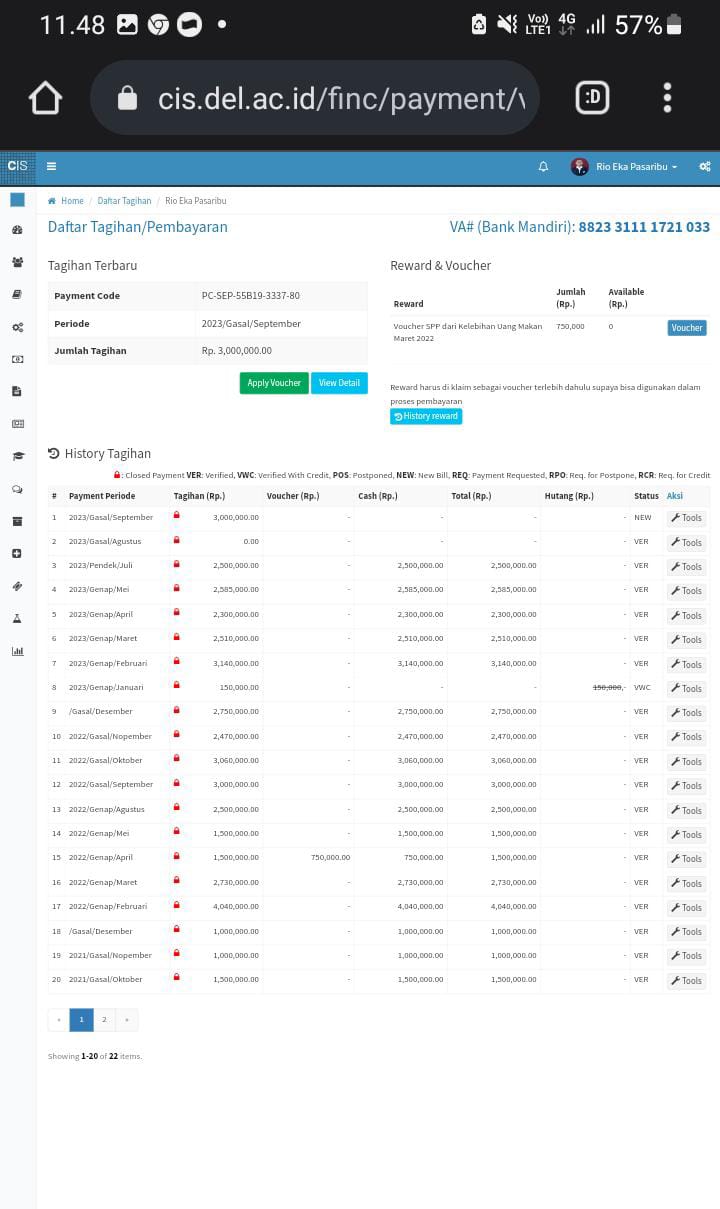 11.48
Vo)) LTE1 4G 57%
cis.del.ac.id/finc/payment/v
:D
CIS
Rio Eka Pasaribu
Home / Daftar Tagihan / Rio Eka Pasaribu
Daftar Tagihan/Pembayaran
VA# (Bank Mandiri): 8823 3111 1721 033
Tagihan Terbaru
Payment Code PC-SEP-55B19-3337-80
Periode 2023/Gasal/September
Jumlah Tagihan Rp. 3,000,000.00
Apply Voucher View Detail
Reward & Voucher
Reward Jumlah (Rp.) Available (Rp.)
Voucher SPP dari Kelebihan Uang Makan 750,000 0 Voucher
Maret 2022
Reward harus di klaim sebagai voucher terlebih dahulu supaya bisa digunakan dalam
proses pembayaran
History reward
History Tagihan
: Closed Payment VER: Verified, VWC: Verified With Credit, POS: Postponed, NEW: New Bill, REQ: Payment Requested, RPO: Req. for Postpone, RCR: Req. for Credit
# Payment Periode Tagihan (Rp.) Voucher (Rp.) Cash (Rp.) Total (Rp.) Hutang (Rp.) Status Aksi
1 2023/Gasal/September 3,000,000.00 - - - - NEW Tools
2 2023/Gasal/Agustus 0.00 - - - - VER Tools
3 2023/Pendek/Juli 2,500,000.00 - 2,500,000.00 2,500,000.00 - VER Tools
4 2023/Genap/Mei 2,585,000.00 - 2,585,000.00 2,585,000.00 - VER Tools
5 2023/Genap/April 2,300,000.00 - 2,300,000.00 2,300,000.00 - VER Tools
6 2023/Genap/Maret 2,510,000.00 - 2,510,000.00 2,510,000.00 - VER Tools
7 2023/Genap/Februari 3,140,000.00 - 3,140,000.00 3,140,000.00 - VER Tools
8 2023/Genap/Januari 150,000.00 - - - 150,000,- VWC Tools
9 /Gasal/Desember 2,750,000.00 - 2,750,000.00 2,750,000.00 - VER Tools
10 2022/Gasal/Nopember 2,470,000.00 - 2,470,000.00 2,470,000.00 - VER Tools
11 2022/Gasal/Oktober 3,060,000.00 - 3,060,000.00 3,060,000.00 - VER Tools
12 2022/Gasal/September 3,000,000.00 - 3,000,000.00 3,000,000.00 - VER Tools
13 2022/Genap/Agustus 2,500,000.00 - 2,500,000.00 2,500,000.00 - VER Tools
14 2022/Genap/Mei 1,500,000.00 - 1,500,000.00 1,500,000.00 - VER Tools
15 2022/Genap/April 1,500,000.00 750,000.00 750,000.00 1,500,000.00 - VER Tools
16 2022/Genap/Maret 2,730,000.00 - 2,730,000.00 2,730,000.00 - VER Tools
17 2022/Genap/Februari 4,040,000.00 - 4,040,000.00 4,040,000.00 - VER Tools
18 /Gasal/Desember 1,000,000.00 - 1,000,000.00 1,000,000.00 - VER Tools
19 2021/Gasal/Nopember 1,000,000.00 - 1,000,000.00 1,000,000.00 - VER Tools
20 2021/Gasal/Oktober 1,500,000.00 - 1,500,000.00 1,500,000.00 - VER Tools
« 1 2 »
Showing 1-20 of 22 items.